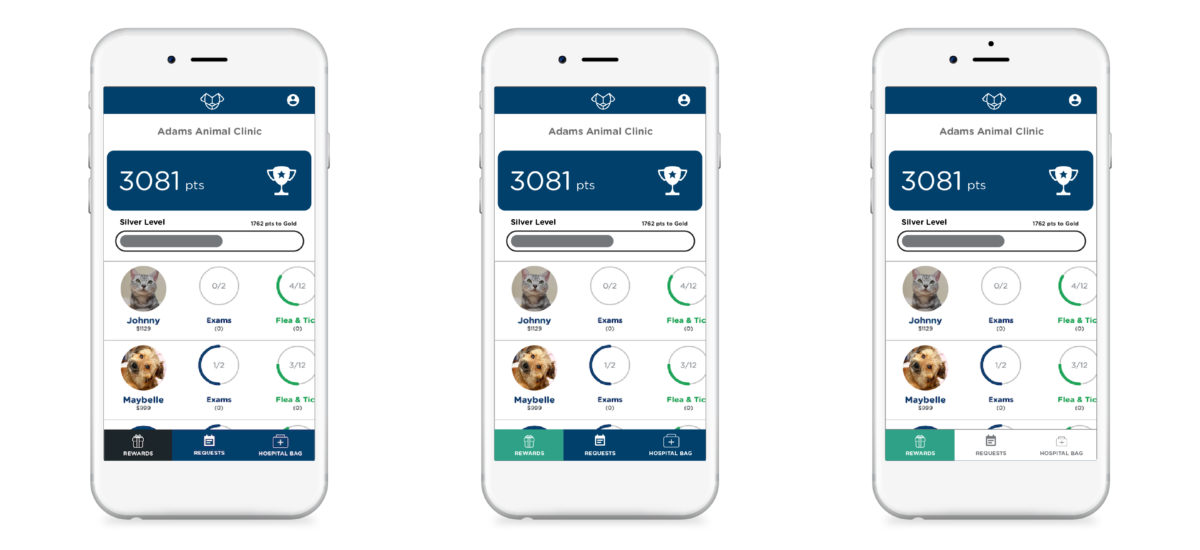 Adams Animal Clinic
3081 pts
Silver Level 1762 pts to Gold
0/2 4/12
Johnny Exams Flea & Tic
$1129 (0) (0)
1/2 3/12
Maybelle Exams Flea & Tic
$999 (0) (0)
REWARDS REQUESTS HOSPITAL BAG
Adams Animal Clinic
3081 pts
Silver Level 1762 pts to Gold
0/2 4/12
Johnny Exams Flea & Tic
$1129 (0) (0)
1/2 3/12
Maybelle Exams Flea & Tic
$999 (0) (0)
REWARDS REQUESTS HOSPITAL BAG
Adams Animal Clinic
3081 pts
Silver Level 1762 pts to Gold
0/2 4/12
Johnny Exams Flea & Tic
$1129 (0) (0)
1/2 3/12
Maybelle Exams Flea & Tic
$999 (0) (0)
REWARDS REQUESTS HOSPITAL BAG